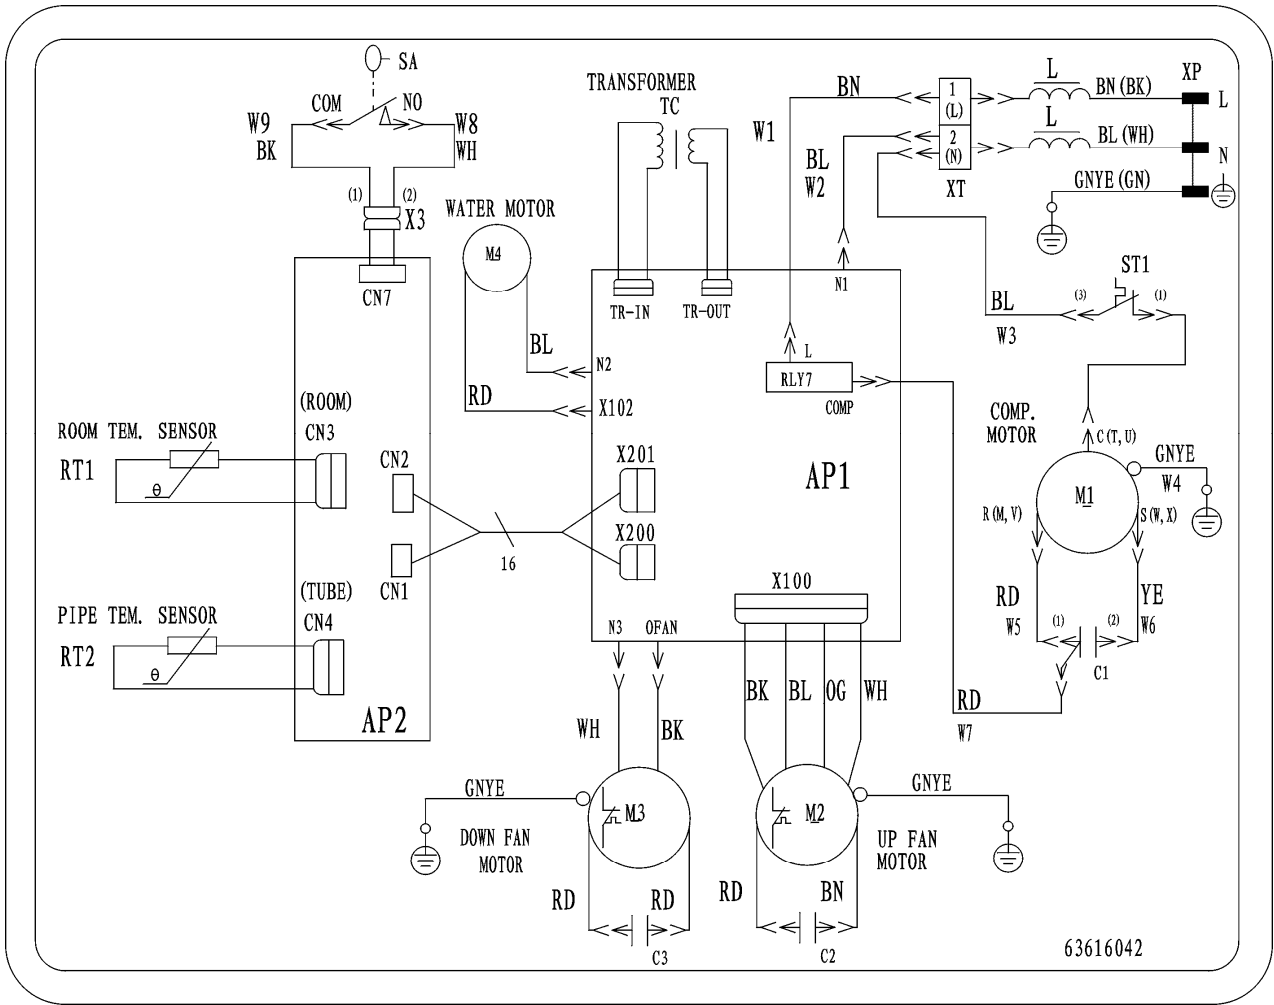 SA
COM
NO
W9
BK
W8
WH
(1)
(2)
X3
CN7
TRANSFORMER
TC
TR-IN
TR-OUT
WATER MOTOR
M4
BL
RD
N2
X102
BN
W1
BL
W2
N1
1
(L)
2
(N)
XT
L
BN (BK)
L
BL (WH)
GNYE (GN)
XP
L
N
ST1
(3)
(1)
BL
W3
L
RLY7
COMP
COMP.
MOTOR
C (T, U)
GNYE
W4
M1
R (M, V)
S (W, X)
RD
W5
YE
W6
(1)
(2)
C1
RD
W7
ROOM TEM. SENSOR
RT1
θ
(ROOM)
CN3
CN2
CN1
16
X201
X200
AP1
PIPE TEM. SENSOR
RT2
θ
(TUBE)
CN4
AP2
N3
OFAN
X100
BK
BL
OG
WH
WH
BK
GNYE
M3
DOWN FAN
MOTOR
RD
RD
C3
M2
GNYE
UP FAN
MOTOR
RD
BN
C2
63616042